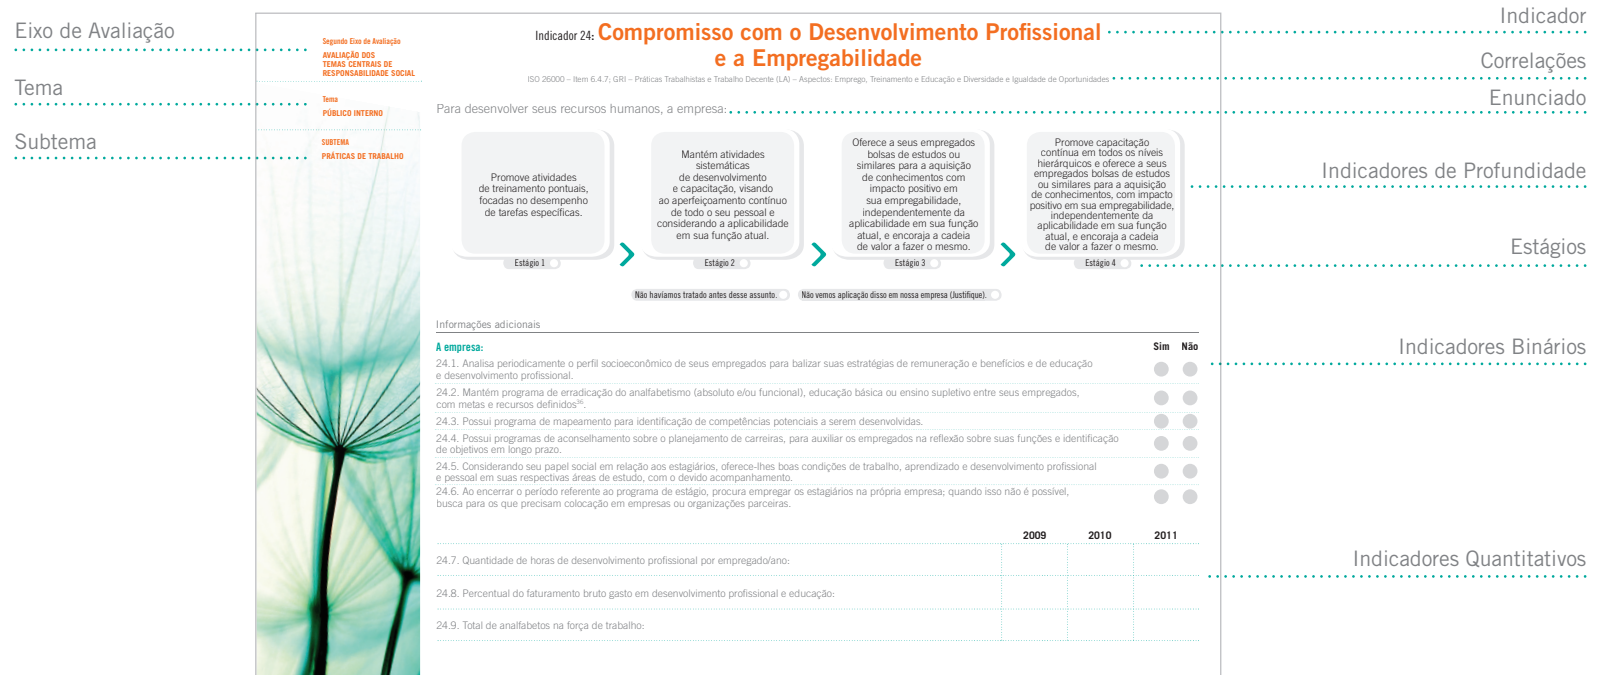 Eixo de Avaliação
Tema
Subtema
Segundo Eixo de Avaliação
AVALIAÇÃO DOS
TEMAS CENTRAIS DE
RESPONSABILIDADE SOCIAL
Tema
PÚBLICO INTERNO
SUBTEMA
PRÁTICAS DE TRABALHO
Indicador 24: Compromisso com o Desenvolvimento Profissional
e a Empregabilidade
ISO 26000 – Item 6.4.7; GRI – Práticas Trabalhistas e Trabalho Decente (LA) – Aspectos: Emprego, Treinamento e Educação e Diversidade e Igualdade de Oportunidades
Para desenvolver seus recursos humanos, a empresa:
Promove atividades
de treinamento pontuais,
focadas no desempenho
de tarefas específicas.
Estágio 1
Mantém atividades
sistemáticas
de desenvolvimento
e capacitação, visando
ao aperfeiçoamento contínuo
de todo o seu pessoal e
considerando a aplicabilidade
em sua função atual.
Estágio 2
Oferece a seus empregados
bolsas de estudos ou
similares para a aquisição
de conhecimentos com
impacto positivo em
sua empregabilidade,
independentemente da
aplicabilidade em sua função
atual, e encoraja a cadeia
de valor a fazer o mesmo.
Estágio 3
Promove capacitação
contínua em todos os níveis
hierárquicos e oferece a seus
empregados bolsas de estudos
ou similares para a aquisição
de conhecimentos, com impacto
positivo em sua empregabilidade,
independentemente da
aplicabilidade em sua função
atual, e encoraja a cadeia
de valor a fazer o mesmo.
Estágio 4
Não havíamos tratado antes desse assunto.
Não vemos aplicação disso em nossa empresa (Justifique).
Informações adicionais
A empresa:
Sim Não
24.1. Analisa periodicamente o perfil socioeconômico de seus empregados para balizar suas estratégias de remuneração e benefícios e de educação
e desenvolvimento profissional.
24.2. Mantém programa de erradicação do analfabetismo (absoluto e/ou funcional), educação básica ou ensino supletivo entre seus empregados,
com metas e recursos definidos³⁶.
24.3. Possui programa de mapeamento para identificação de competências potenciais a serem desenvolvidas.
24.4. Possui programas de aconselhamento sobre o planejamento de carreiras, para auxiliar os empregados na reflexão sobre suas funções e identificação
de objetivos em longo prazo.
24.5. Considerando seu papel social em relação aos estagiários, oferece-lhes boas condições de trabalho, aprendizado e desenvolvimento profissional
e pessoal em suas respectivas áreas de estudo, com o devido acompanhamento.
24.6. Ao encerrar o período referente ao programa de estágio, procura empregar os estagiários na própria empresa; quando isso não é possível,
busca para os que precisam colocação em empresas ou organizações parceiras.
2009 2010 2011
24.7. Quantidade de horas de desenvolvimento profissional por empregado/ano:
24.8. Percentual do faturamento bruto gasto em desenvolvimento profissional e educação:
24.9. Total de analfabetos na força de trabalho:
Indicador
Correlações
Enunciado
Indicadores de Profundidade
Estágios
Indicadores Binários
Indicadores Quantitativos